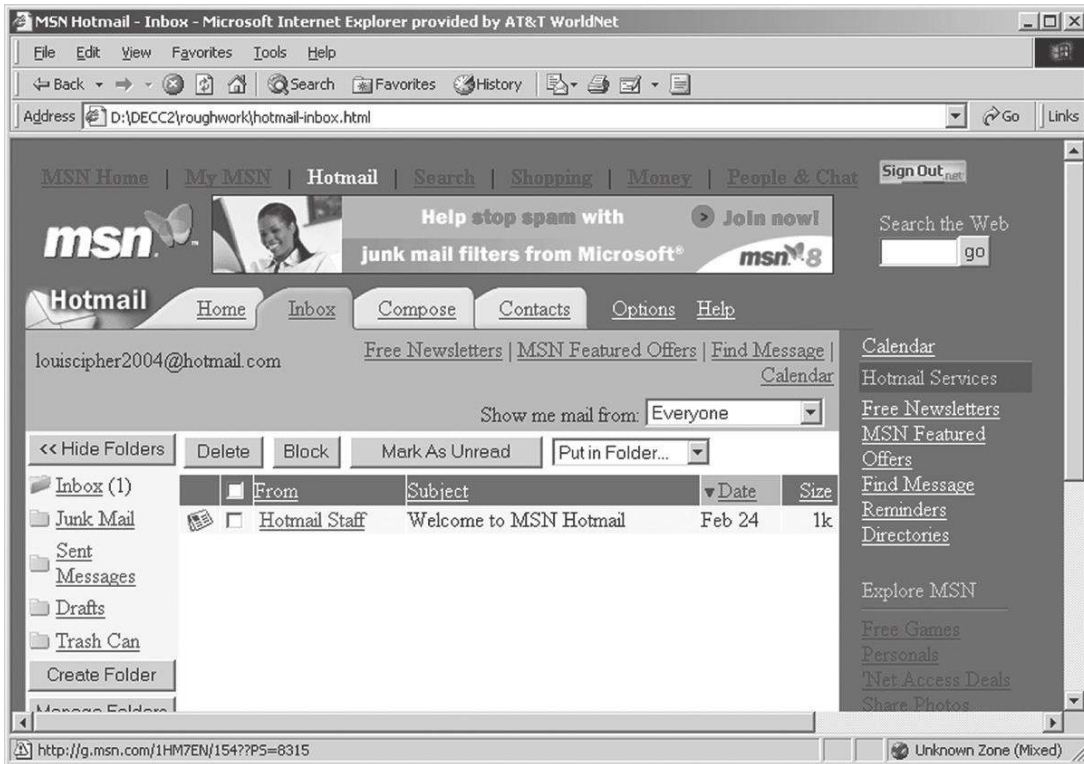 MSN Hotmail - Inbox - Microsoft Internet Explorer provided by AT&T WorldNet
File Edit View Favorites Tools Help
Back Search Favorites History
Address D:\DECC2\roughwork\hotmail-inbox.html Go Links
MSN Home | My MSN | Hotmail | Search | Shopping | Money | People & Chat
Sign Out.net
msn
Help stop spam with
junk mail filters from Microsoft®
Join now!
msn 8
Search the Web
go
Hotmail Home Inbox Compose Contacts Options Help
louiscipher2004@hotmail.com
Free Newsletters | MSN Featured Offers | Find Message |
Calendar
Show me mail from: Everyone
<< Hide Folders Delete Block Mark As Unread Put in Folder...
From Subject Date Size
Hotmail Staff Welcome to MSN Hotmail Feb 24 1k
Inbox (1)
Junk Mail
Sent
Messages
Drafts
Trash Can
Create Folder
Manage Folders
Calendar
Hotmail Services
Free Newsletters
MSN Featured
Offers
Find Message
Reminders
Directories
Explore MSN
Free Games
Personals
'Net Access Deals
Share Photos
http://g.msn.com/1HM7EN/154??PS=8315 Unknown Zone (Mixed)